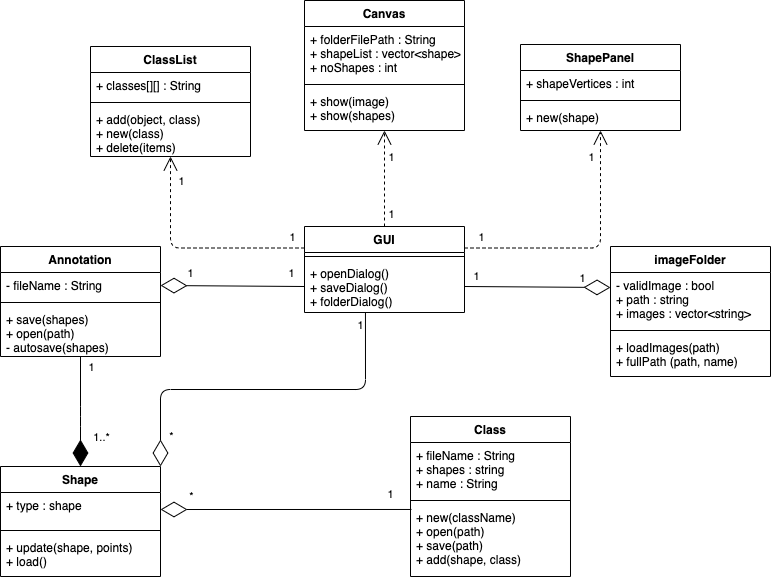 Canvas
+ folderFilePath : String
+ shapeList : vector<shape>
+ noShapes : int
+ show(image)
+ show(shapes)
ClassList
+ classes[][] : String
+ add(object, class)
+ new(class)
+ delete(items)
ShapePanel
+ shapeVertices : int
+ new(shape)
1
1
1
1
1
1
GUI
+ openDialog()
+ saveDialog()
+ folderDialog()
Annotation
- fileName : String
+ save(shapes)
+ open(path)
- autosave(shapes)
1
1
1
1
imageFolder
- validImage : bool
+ path : string
+ images : vector<string>
+ loadImages(path)
+ fullPath (path, name)
1
1
1..*
*
Shape
+ type : shape
+ update(shape, points)
+ load()
*
1
Class
+ fileName : String
+ shapes : string
+ name : String
+ new(className)
+ open(path)
+ save(path)
+ add(shape, class)